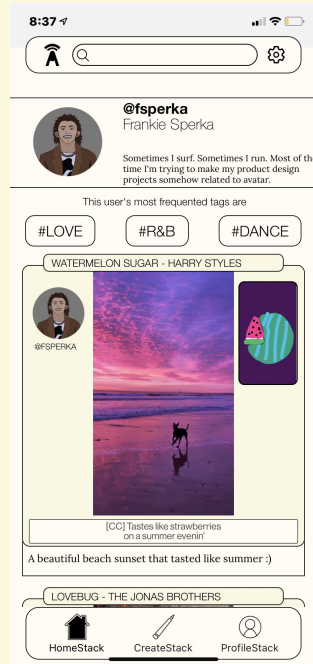 8:37
@fsperka
Frankie Sperka
Sometimes I surf. Sometimes I run. Most of the
time I'm trying to make my product design
projects somehow related to avatar.
This user's most frequented tags are
#LOVE
#R&B
#DANCE
WATERMELON SUGAR - HARRY STYLES
@FSPERKA
[CC] Tastes like strawberries
on a summer evenin'
A beautiful beach sunset that tasted like summer :)
LOVEBUG - THE JONAS BROTHERS
HomeStack
CreateStack
ProfileStack